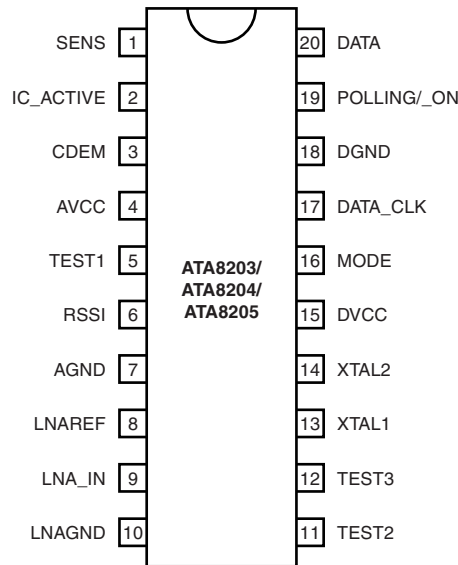 SENS 1 20 DATA
IC_ACTIVE 2 19 POLLING/_ON
CDEM 3 18 DGND
AVCC 4 17 DATA_CLK
TEST1 5 16 MODE
ATA8203/
ATA8204/
ATA8205
RSSI 6 15 DVCC
AGND 7 14 XTAL2
LNAREF 8 13 XTAL1
LNA_IN 9 12 TEST3
LNAGND 10 11 TEST2